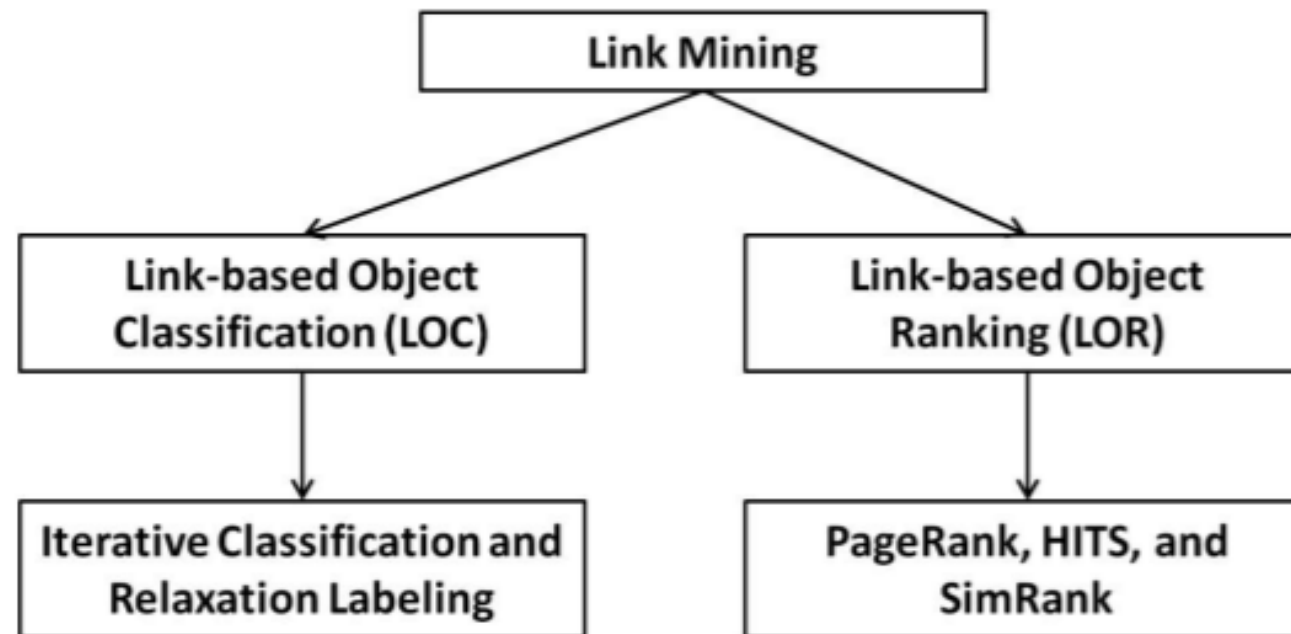 Link Mining
Link-based Object
Classification (LOC)
Link-based Object
Ranking (LOR)
Iterative Classification and
Relaxation Labeling
PageRank, HITS, and
SimRank